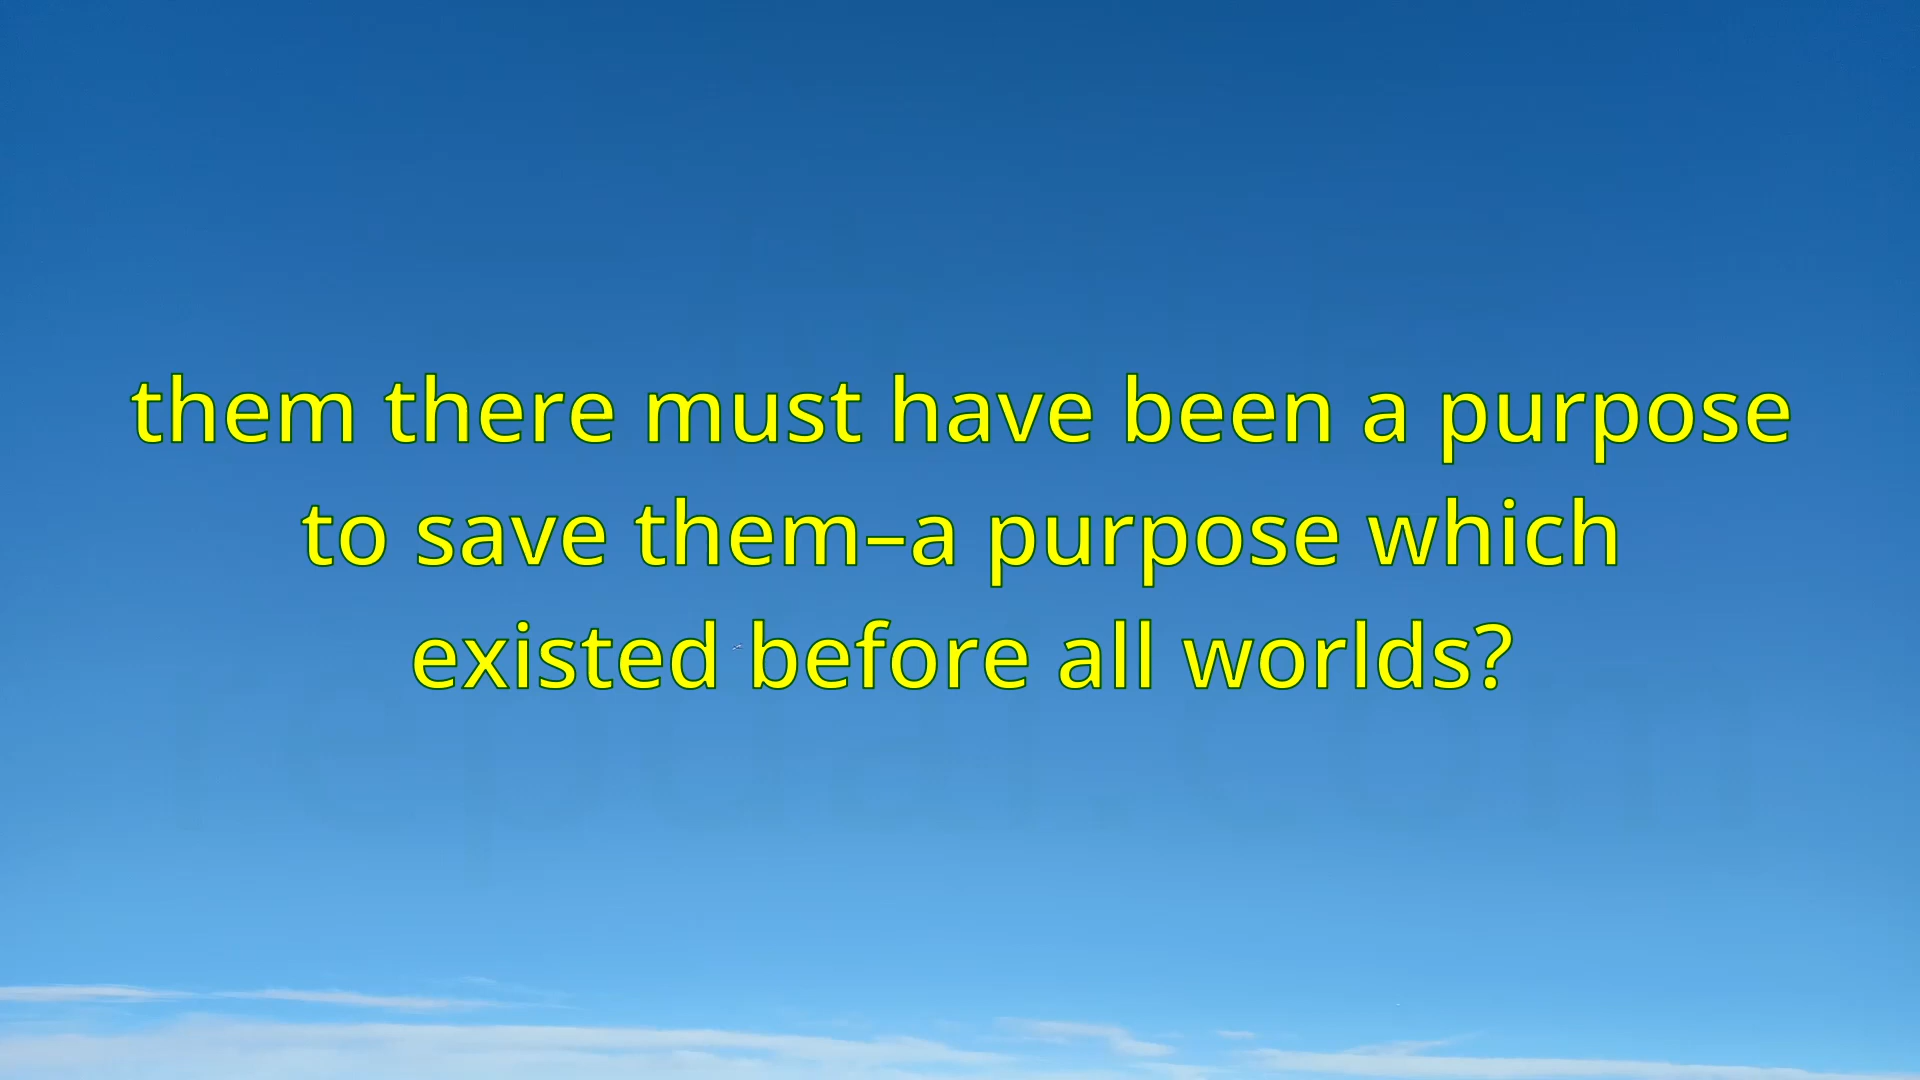 them there must have been a purpose
to save them–a purpose which
existed before all worlds?